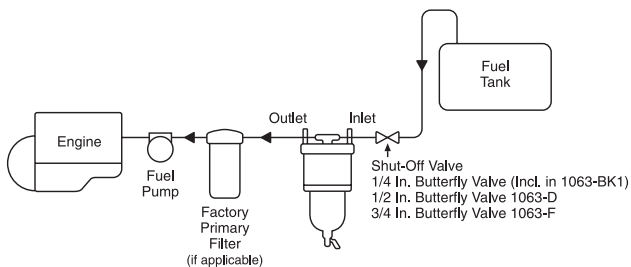 Fuel
Tank
Outlet
Inlet
Engine
Fuel
Pump
Factory
Primary
Filter
(if applicable)
Shut-Off Valve
1/4 In. Butterfly Valve (Incl. in 1063-BK1)
1/2 In. Butterfly Valve 1063-D
3/4 In. Butterfly Valve 1063-F